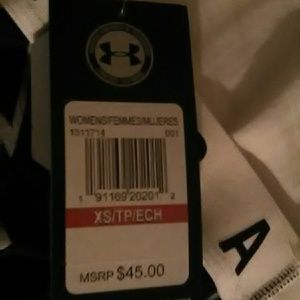 WOMENS/FEMMES/MUJERES
1311714 001
1 91169 20201 2
XS/TP/ECH
MSRP $45.00
A